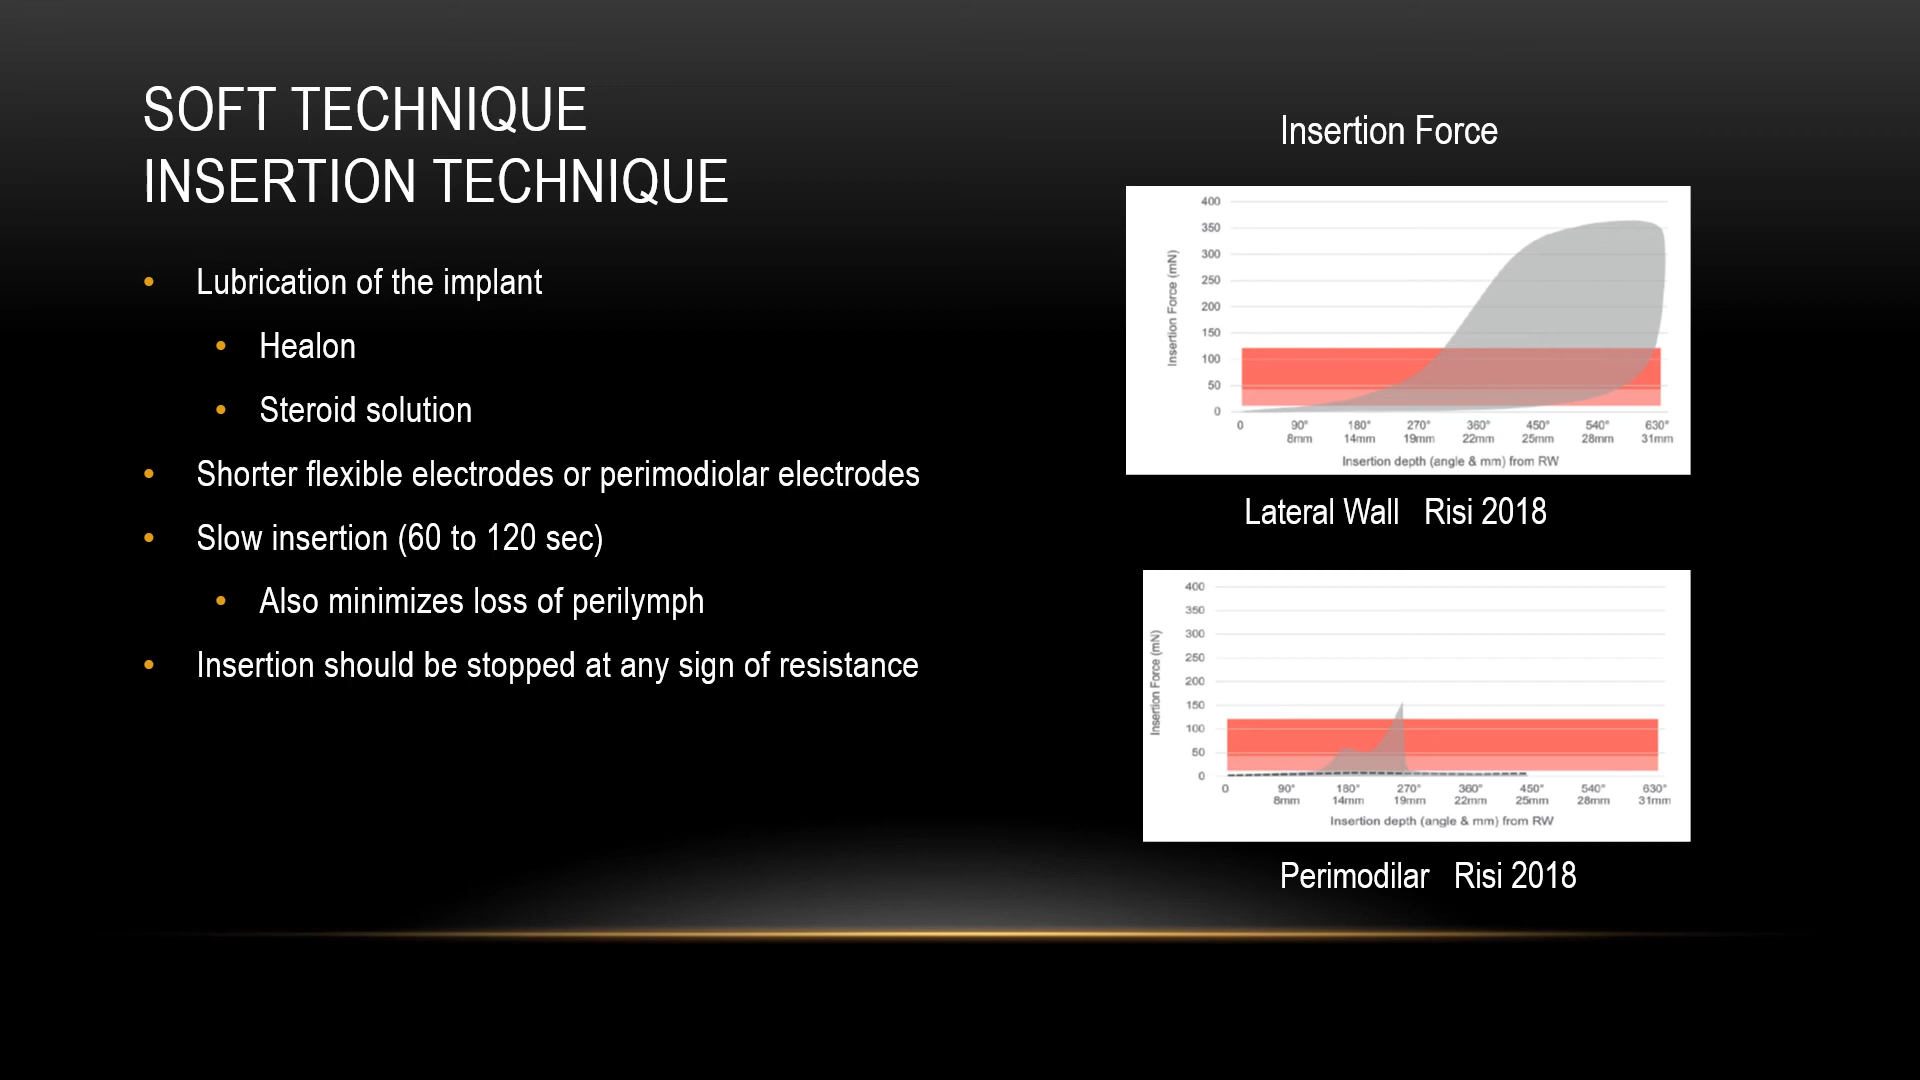 SOFT TECHNIQUE
INSERTION TECHNIQUE
• Lubrication of the implant
• Healon
• Steroid solution
• Shorter flexible electrodes or perimodiolar electrodes
• Slow insertion (60 to 120 sec)
• Also minimizes loss of perilymph
• Insertion should be stopped at any sign of resistance
Insertion Force
Insertion Force (mN)
400
350
300
250
200
150
100
50
0
0 90° 180° 270° 360° 450° 540° 630°
8mm 14mm 19mm 22mm 25mm 28mm 31mm
Insertion depth (angle & mm) from RW
Lateral Wall Risi 2018
Insertion Force (mN)
400
350
300
250
200
150
100
50
0
0 90° 180° 270° 360° 450° 540° 630°
8mm 14mm 19mm 22mm 25mm 28mm 31mm
Insertion depth (angle & mm) from RW
Perimodilar Risi 2018